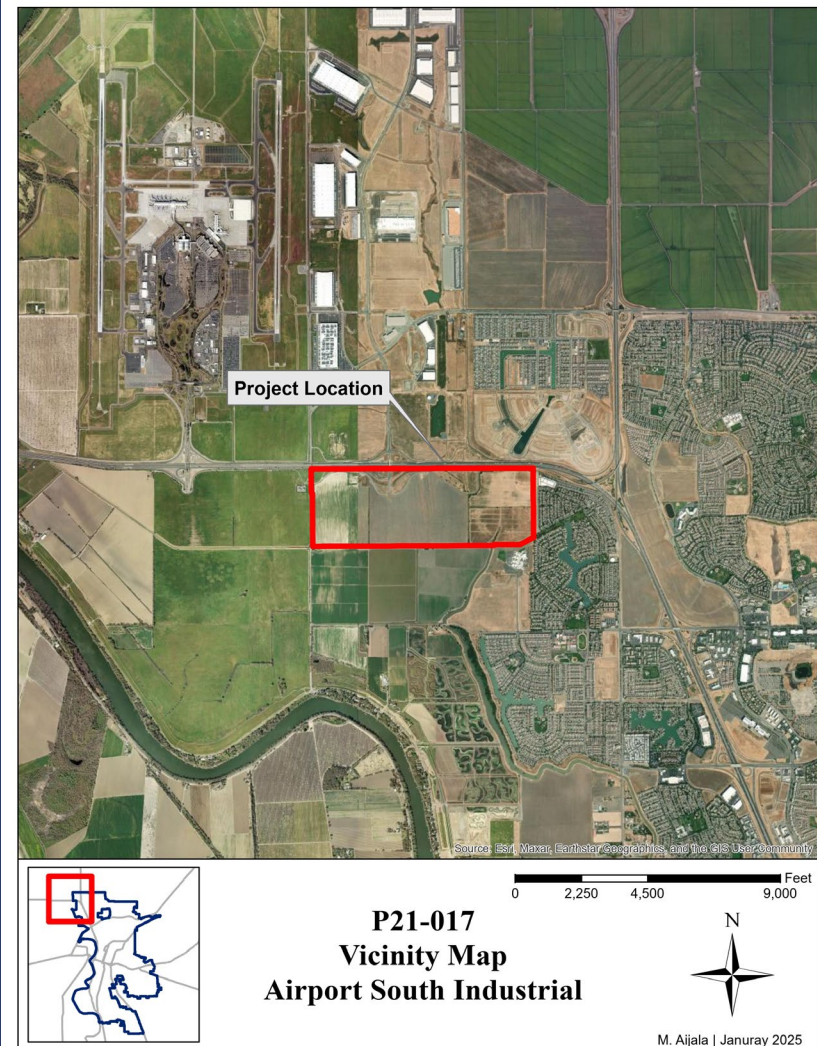 Project Location
Source: Esri, Maxar, Earthstar Geographics, and the GIS User Community
Feet
0 2,250 4,500 9,000
P21-017
Vicinity Map
Airport South Industrial
N
M. Aijala | Januray 2025